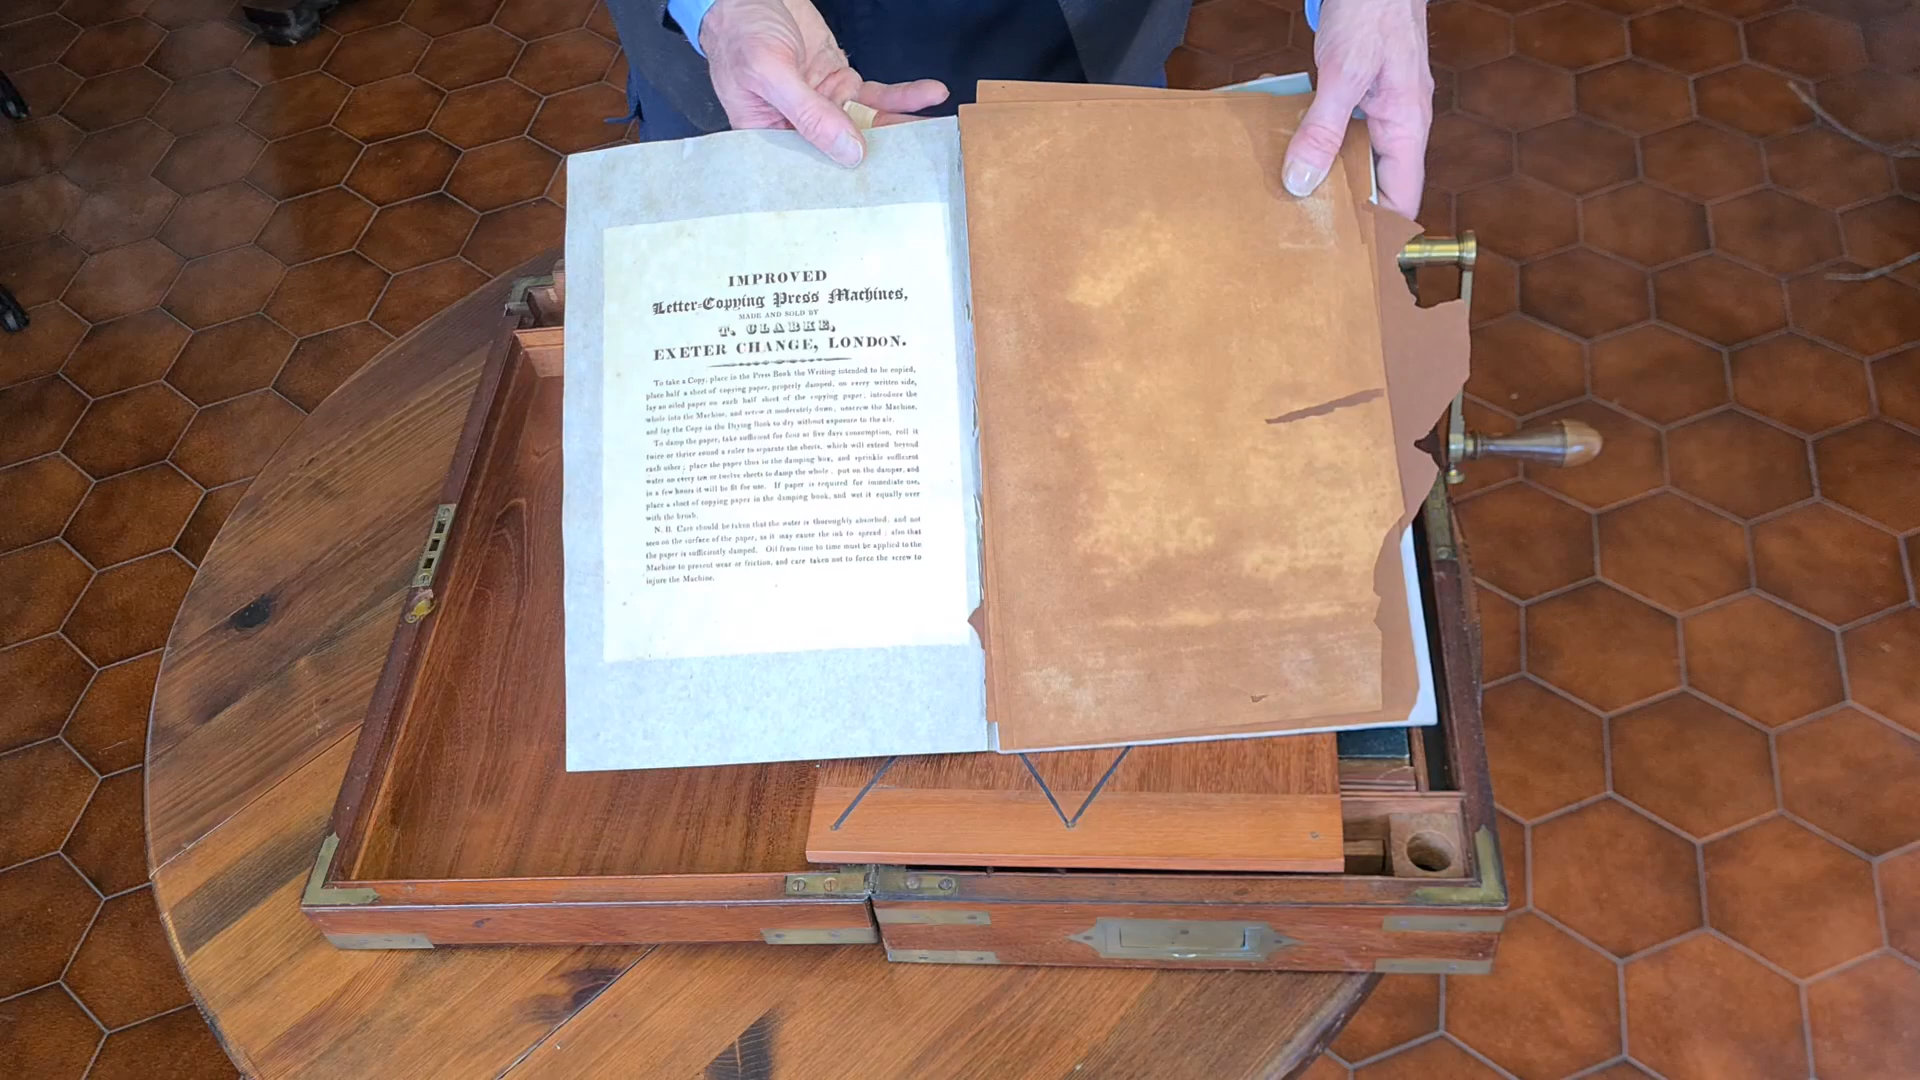 IMPROVED
Letter-Copying Press Machines,
MADE AND SOLD BY
T. CLARKE,
EXETER CHANGE, LONDON.
To take a Copy, place in the Press Book the Writing intended to be copied,
place half a sheet of copying paper, properly damped, on every written side,
lay an oiled paper on each half sheet of the copying paper, introduce the
whole into the Machine, and screw it moderately down, unscrew the Machine,
and lay the Copy in the Drying Book to dry without exposure to the air.
To damp the paper, take sufficient for four or five days consumption, roll it
twice or thrice round a ruler to separate the sheets, which will extend beyond
each other; place the paper thus in the damping box, and sprinkle sufficient
water on every ten or twelve sheets to damp the whole, put on the damper, and
in a few hours it will be fit for use. If paper is required for immediate use,
place a sheet of copying paper in the damping book, and wet it equally over
with the brush.
N. B. Care should be taken that the water is thoroughly absorbed, and not
seen on the surface of the paper, as it may cause the ink to spread; also that
the paper is sufficiently damped. Oil from time to time must be applied to the
Machine to prevent wear or friction, and care taken not to force the screw to
injure the Machine.